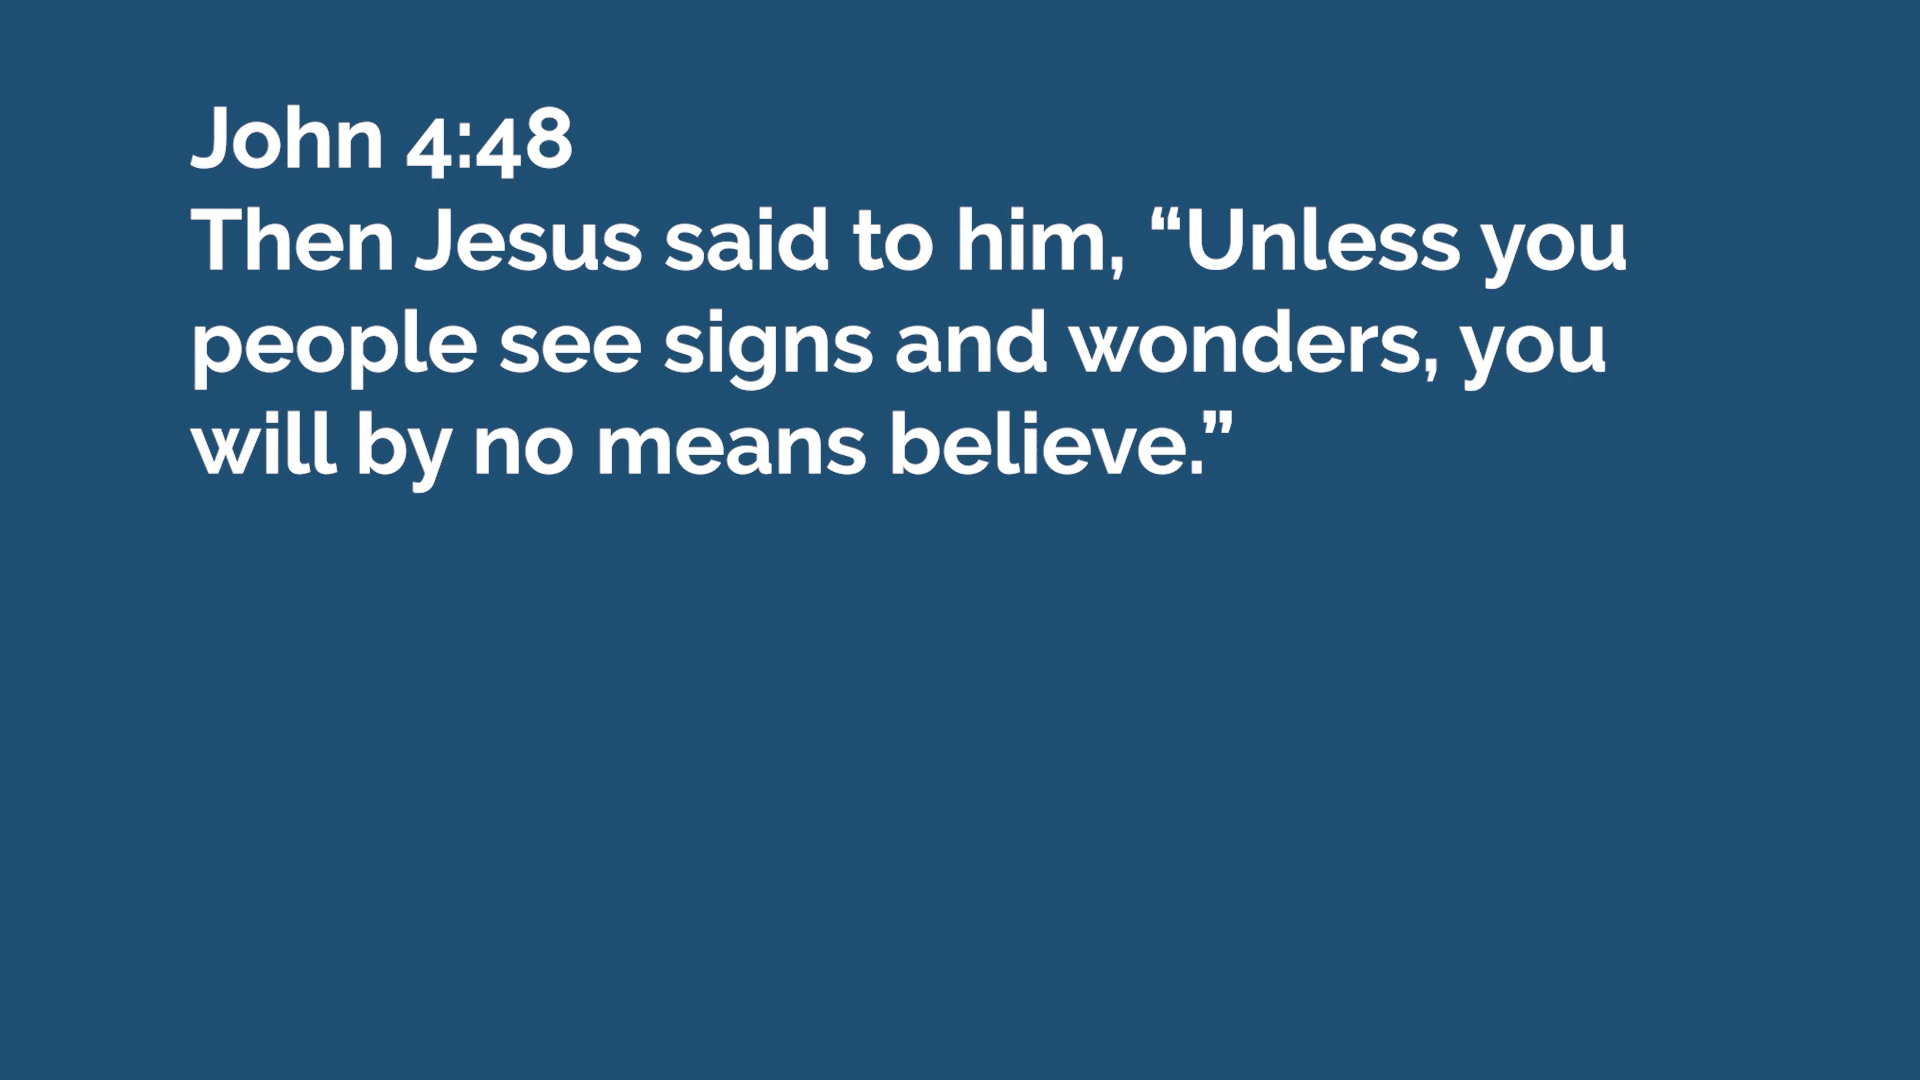 John 4:48
Then Jesus said to him, “Unless you
people see signs and wonders, you
will by no means believe.”